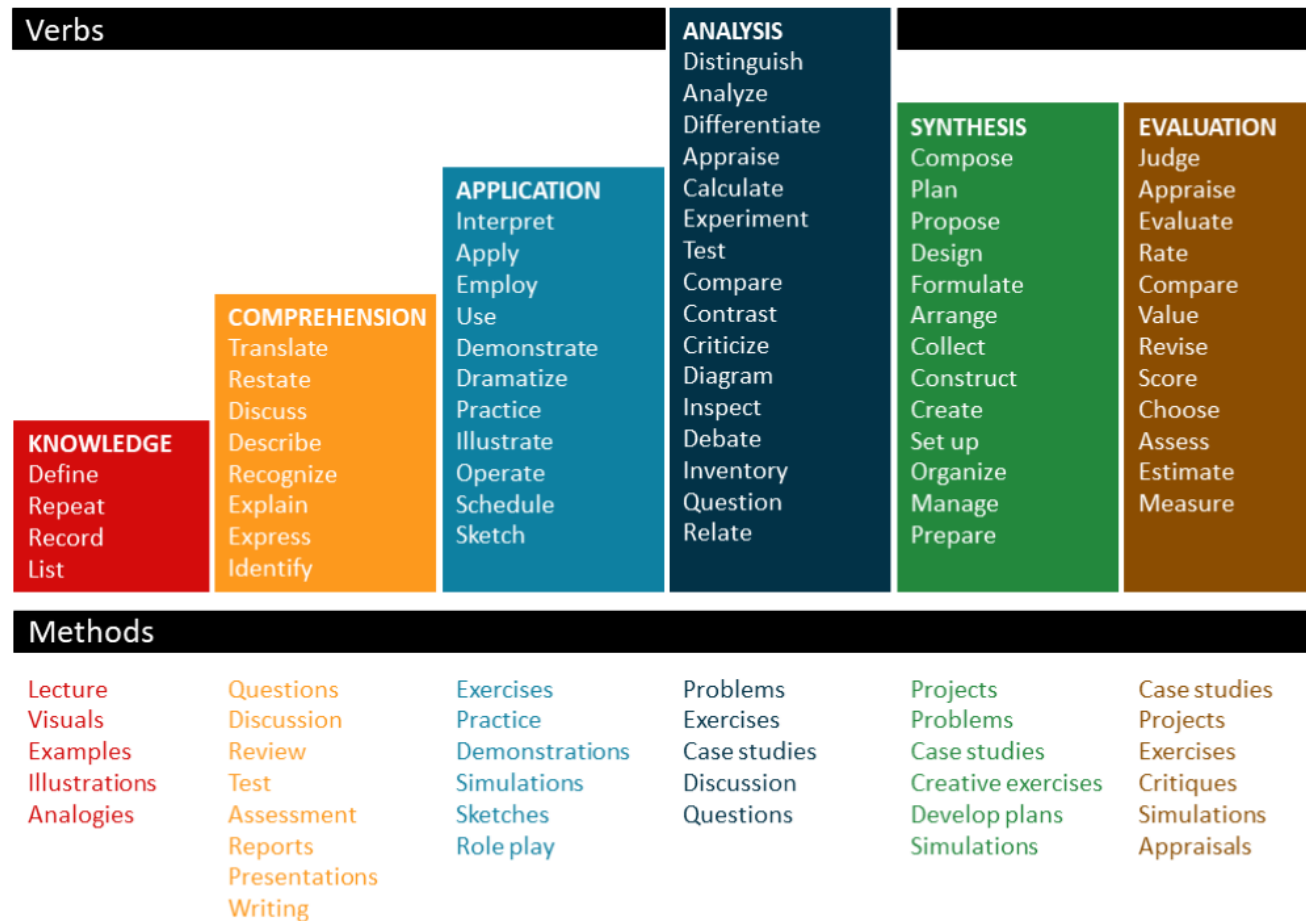 Verbs
KNOWLEDGE
Define
Repeat
Record
List
COMPREHENSION
Translate
Restate
Discuss
Describe
Recognize
Explain
Express
Identify
APPLICATION
Interpret
Apply
Employ
Use
Demonstrate
Dramatize
Practice
Illustrate
Operate
Schedule
Sketch
ANALYSIS
Distinguish
Analyze
Differentiate
Appraise
Calculate
Experiment
Test
Compare
Contrast
Criticize
Diagram
Inspect
Debate
Inventory
Question
Relate
SYNTHESIS
Compose
Plan
Propose
Design
Formulate
Arrange
Collect
Construct
Create
Set up
Organize
Manage
Prepare
EVALUATION
Judge
Appraise
Evaluate
Rate
Compare
Value
Revise
Score
Choose
Assess
Estimate
Measure
Methods
Lecture
Visuals
Examples
Illustrations
Analogies
Questions
Discussion
Review
Test
Assessment
Reports
Presentations
Writing
Exercises
Practice
Demonstrations
Simulations
Sketches
Role play
Problems
Exercises
Case studies
Discussion
Questions
Projects
Problems
Case studies
Creative exercises
Develop plans
Simulations
Case studies
Projects
Exercises
Critiques
Simulations
Appraisals